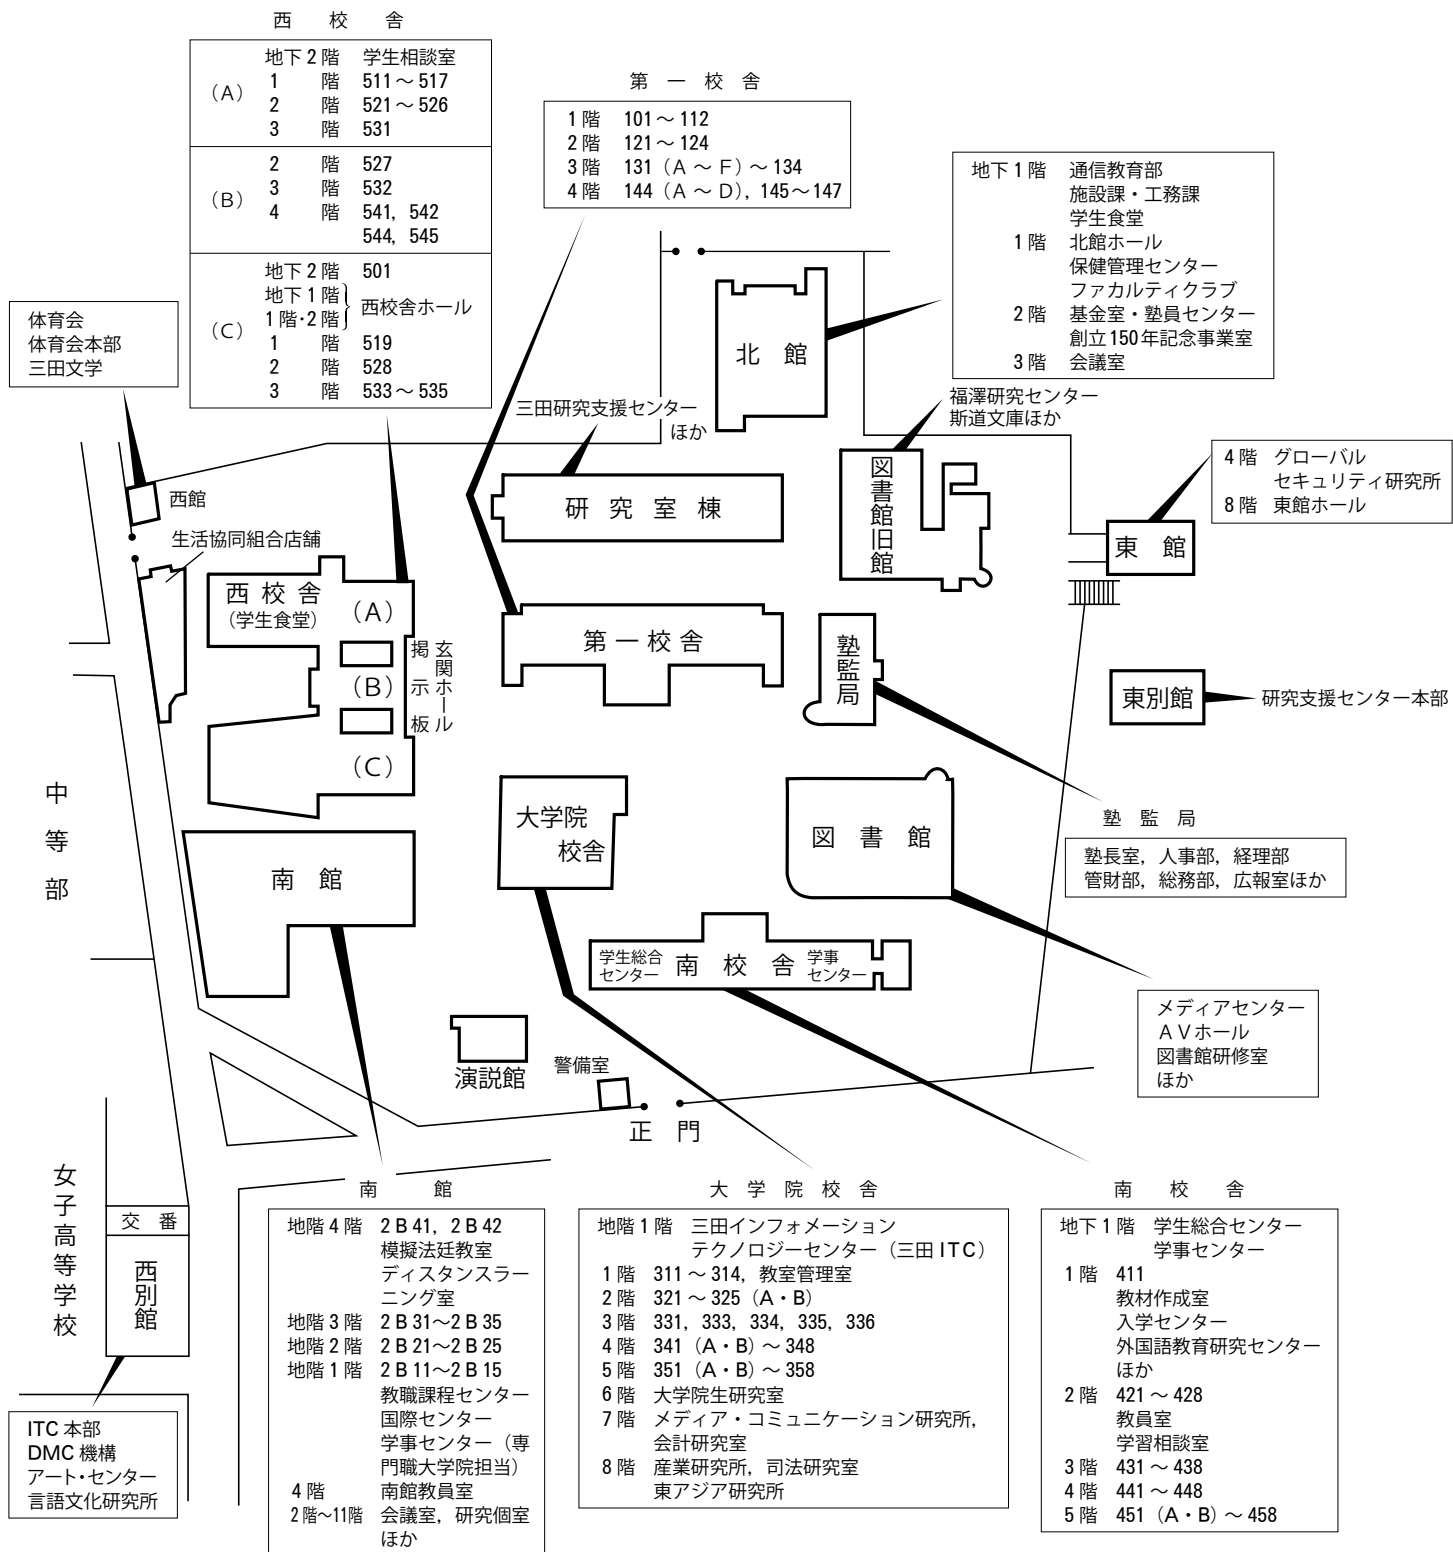 西校舎
（A）
地下2階 学生相談室
1階 511～517
2階 521～526
3階 531
（B）
2階 527
3階 532
4階 541，542
544，545
（C）
地下2階 501
地下1階
1階・2階
西校舎ホール
1階 519
2階 528
3階 533～535
第一校舎
1階 101～112
2階 121～124
3階 131（A～F）～134
4階 144（A～D），145～147
地下1階 通信教育部
施設課・工務課
学生食堂
1階 北館ホール
保健管理センター
ファカルティクラブ
2階 基金室・塾員センター
創立150年記念事業室
3階 会議室
体育会
体育会本部
三田文学
北館
三田研究支援センター
ほか
福澤研究センター
斯道文庫ほか
4階 グローバル
セキュリティ研究所
8階 東館ホール
西館
研究室棟
図書館旧館
東館
生活協同組合店舗
西校舎
（学生食堂）
（A）
（B）
（C）
掲示板
玄関ホール
第一校舎
塾監局
東別館
研究支援センター本部
中等部
大学院
校舎
図書館
塾監局
塾長室，人事部，経理部
管財部，総務部，広報室ほか
南館
学生総合
センター
南校舎
学事
センター
メディアセンター
AVホール
図書館研修室
ほか
演説館
警備室
正門
女子高等学校
交番
西別館
ITC本部
DMC機構
アート・センター
言語文化研究所
南館
地階4階 2B41，2B42
模擬法廷教室
ディスタンスラー
ニング室
地階3階 2B31～2B35
地階2階 2B21～2B25
地階1階 2B11～2B15
教職課程センター
国際センター
学事センター（専
門職大学院担当）
4階 南館教員室
2階～11階 会議室，研究個室
ほか
大学院校舎
地階1階 三田インフォメーション
テクノロジーセンター（三田ITC）
1階 311～314，教室管理室
2階 321～325（A・B）
3階 331，333，334，335，336
4階 341（A・B）～348
5階 351（A・B）～358
6階 大学院生研究室
7階 メディア・コミュニケーション研究所，
会計研究室
8階 産業研究所，司法研究室
東アジア研究所
南校舎
地下1階 学生総合センター
学事センター
1階 411
教材作成室
入学センター
外国語教育研究センター
ほか
2階 421～428
教員室
学習相談室
3階 431～438
4階 441～448
5階 451（A・B）～458